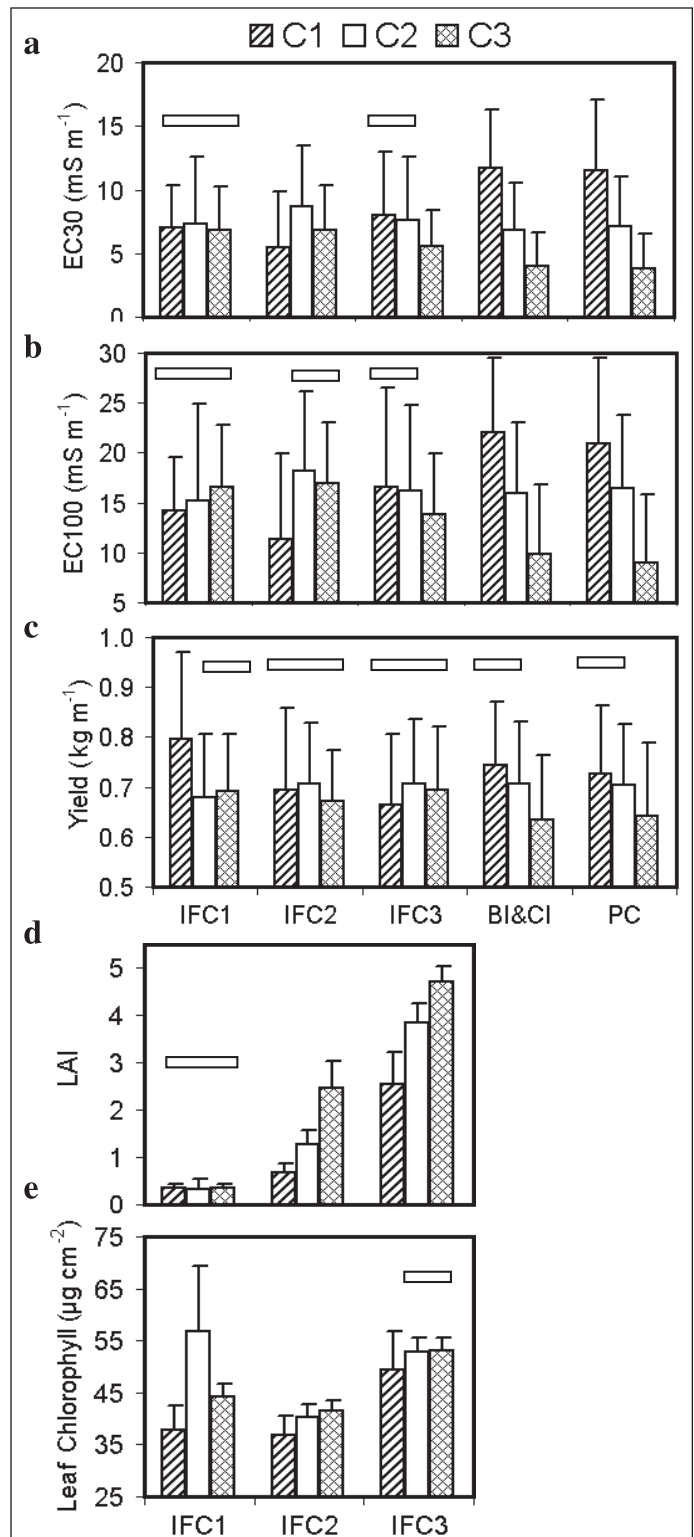 a
C1 C2 C3
EC30 (mS m⁻¹)
20
15
10
5
0
b
EC100 (mS m⁻¹)
30
25
20
15
10
5
c
Yield (kg m⁻¹)
1.0
0.9
0.8
0.7
0.6
0.5
IFC1 IFC2 IFC3 BI&CI PC
d
LAI
5
4
3
2
1
0
e
Leaf Chlorophyll (µg cm⁻²)
75
65
55
45
35
25
IFC1 IFC2 IFC3